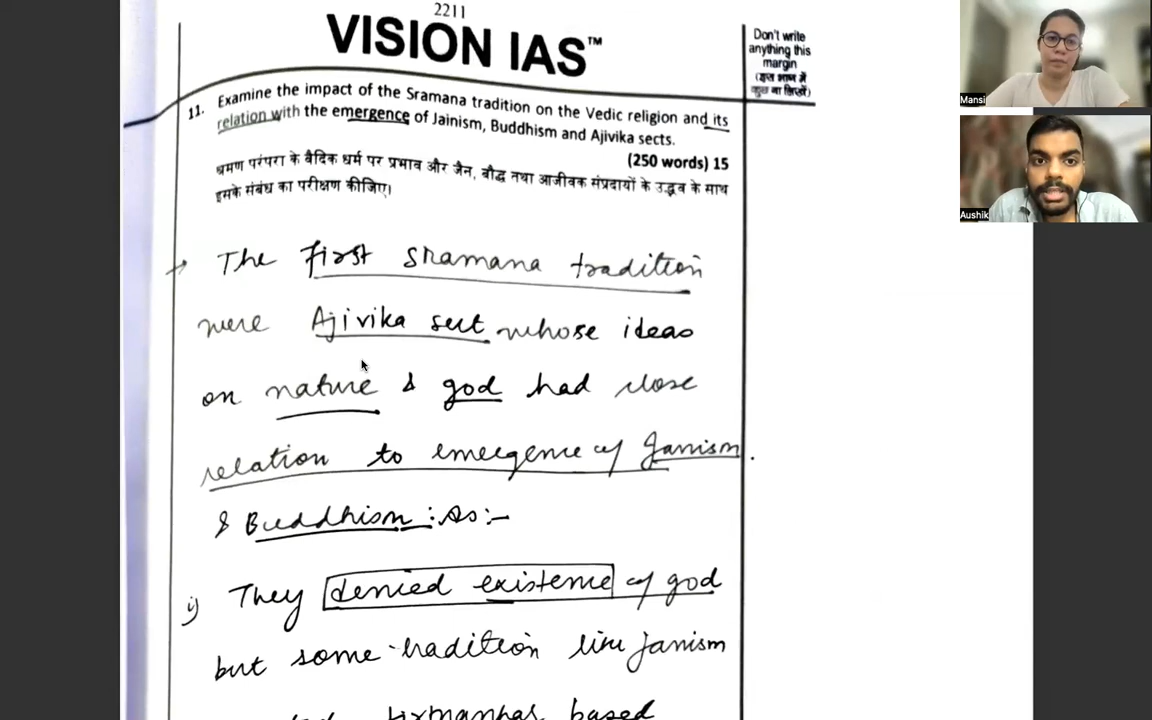 2211
VISION IAS™
Don't write
anything this
margin
(इस भाग में
कुछ ना लिखें)
11. Examine the impact of the Sramana tradition on the Vedic religion and its
relation with the emergence of Jainism, Buddhism and Ajivika sects.
(250 words) 15
श्रमण परंपरा के वैदिक धर्म पर प्रभाव और जैन, बौद्ध तथा आजीवक संप्रदायों के उद्भव के साथ
इसके संबंध का परीक्षण कीजिए।
The first sramana tradition
were Ajivika sect whose ideas
on nature & god had close
relation to emergence of Janism.
& Buddhism : As :-
i) They denied existence of god
but some tradition like Janism
based
Mansi
Aushik